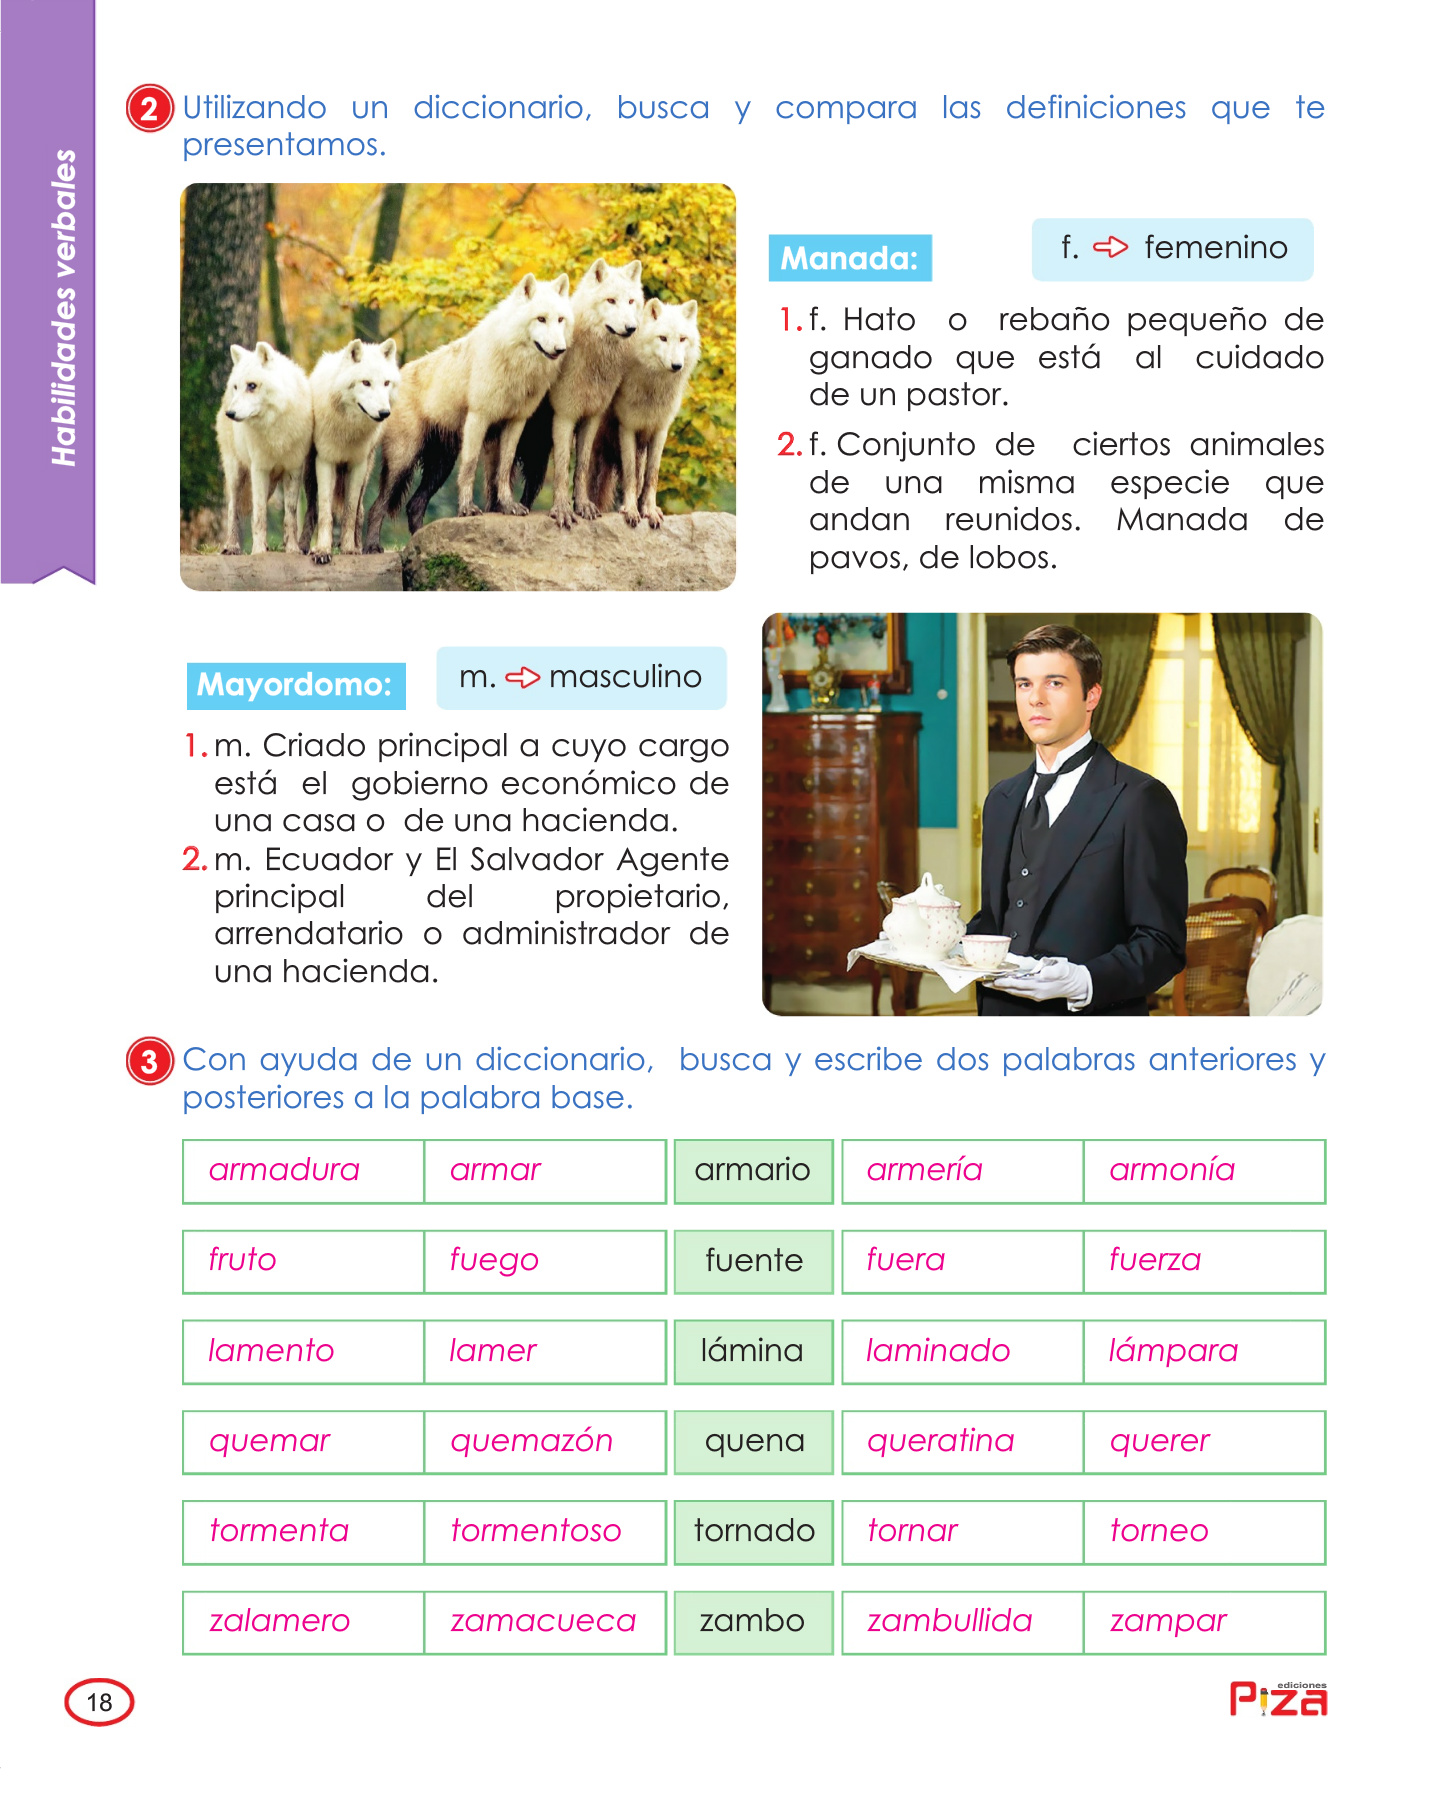 Habilidades verbales
2 Utilizando un diccionario, busca y compara las definiciones que te
presentamos.
Manada:
f. ➩ femenino
1. f. Hato o rebaño pequeño de
ganado que está al cuidado
de un pastor.
2. f. Conjunto de ciertos animales
de una misma especie que
andan reunidos. Manada de
pavos, de lobos.
Mayordomo:
m. ➩ masculino
1. m. Criado principal a cuyo cargo
está el gobierno económico de
una casa o de una hacienda.
2. m. Ecuador y El Salvador Agente
principal del propietario,
arrendatario o administrador de
una hacienda.
3 Con ayuda de un diccionario, busca y escribe dos palabras anteriores y
posteriores a la palabra base.
armadura armar armario armería armonía
fruto fuego fuente fuera fuerza
lamento lamer lámina laminado lámpara
quemar quemazón quena queratina querer
tormenta tormentoso tornado tornar torneo
zalamero zamacueca zambo zambullida zampar
18
ediciones
Piza